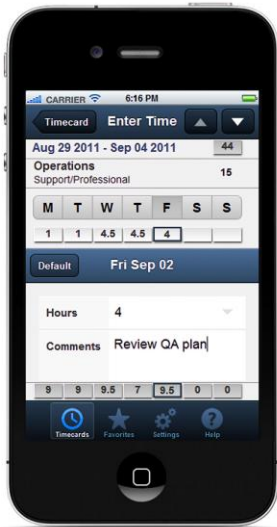 CARRIER 6:16 PM
Timecard Enter Time
Aug 29 2011 - Sep 04 2011 44
Operations
Support/Professional 15
M T W T F S S
1 1 4.5 4.5 4
Default Fri Sep 02
Hours 4
Comments Review QA plan
9 9 9.5 7 9.5 0 0
Timecards Favorites Settings Help